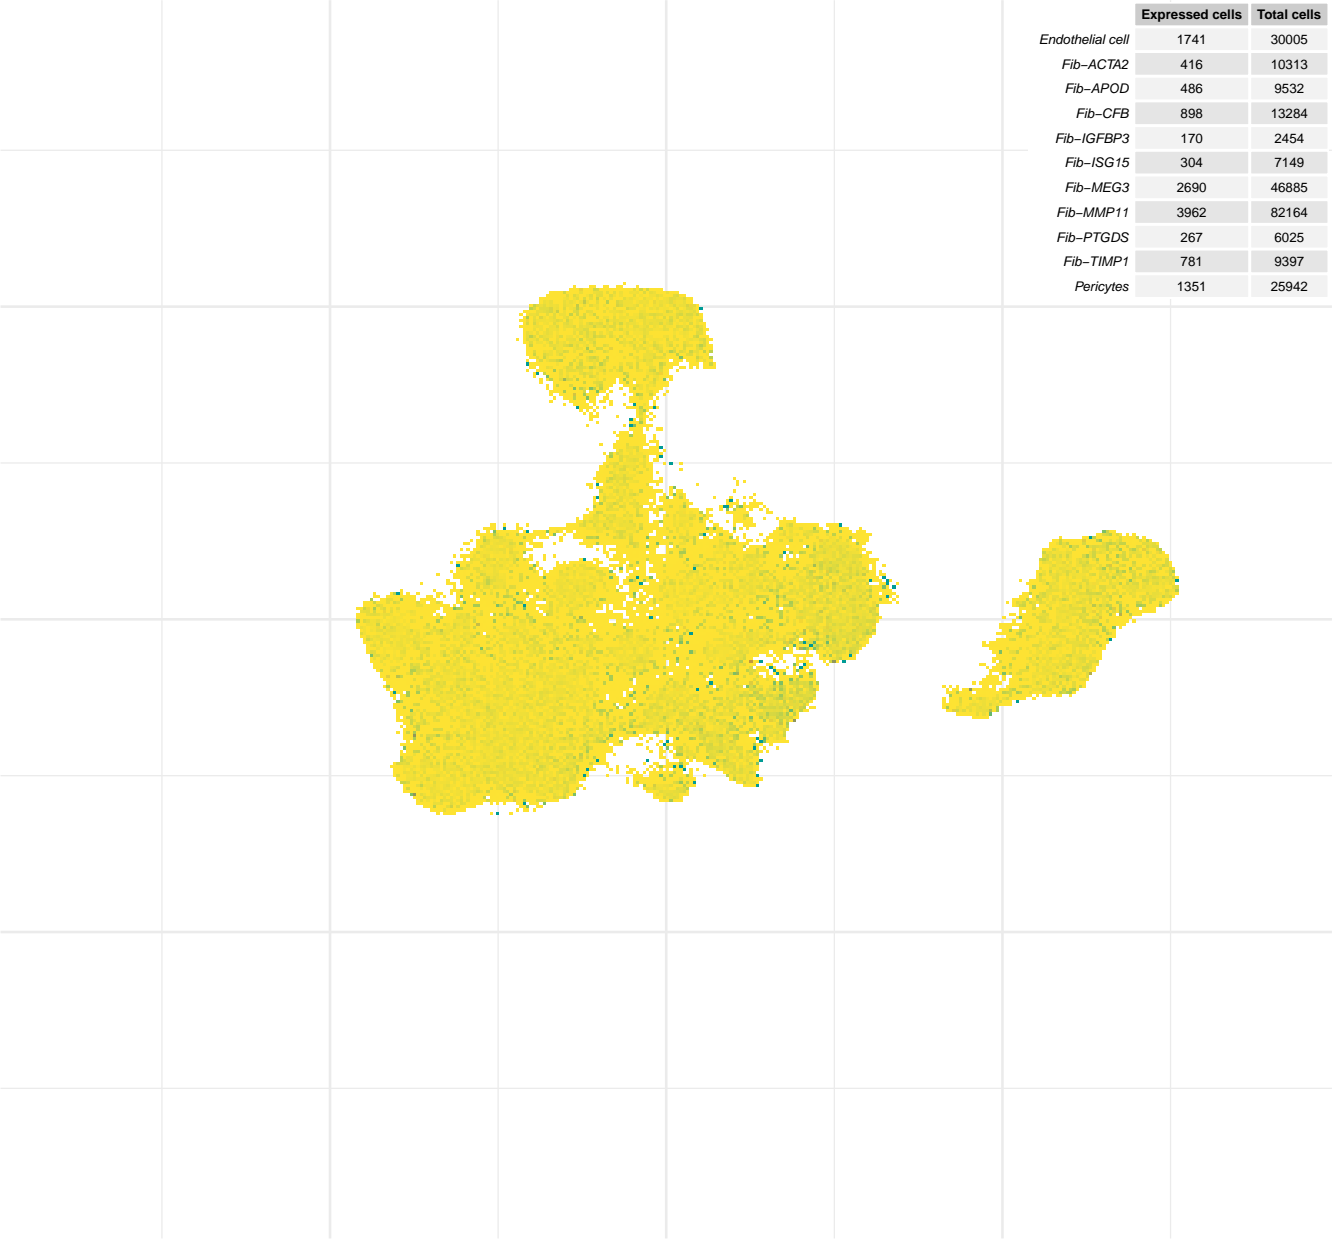 Expressed cells Total cells
Endothelial cell 1741 30005
Fib−ACTA2 416 10313
Fib−APOD 486 9532
Fib−CFB 898 13284
Fib−IGFBP3 170 2454
Fib−ISG15 304 7149
Fib−MEG3 2690 46885
Fib−MMP11 3962 82164
Fib−PTGDS 267 6025
Fib−TIMP1 781 9397
Pericytes 1351 25942